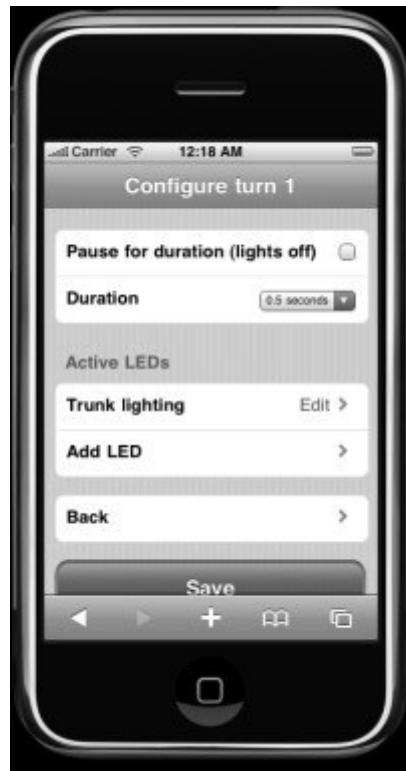 Carrier 12:18 AM
Configure turn 1
Pause for duration (lights off)
Duration 0.5 seconds
Active LEDs
Trunk lighting Edit
Add LED
Back
Save